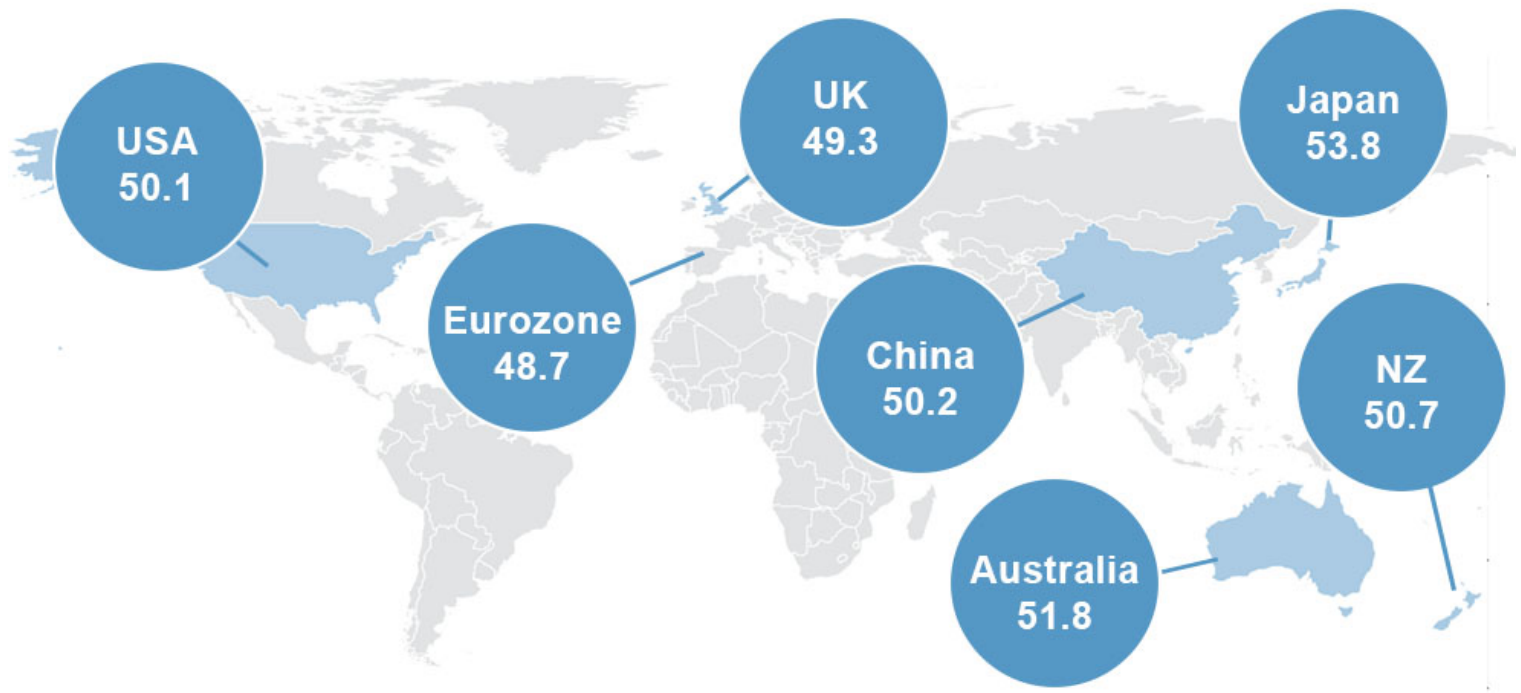 USA
50.1
UK
49.3
Japan
53.8
Eurozone
48.7
China
50.2
NZ
50.7
Australia
51.8